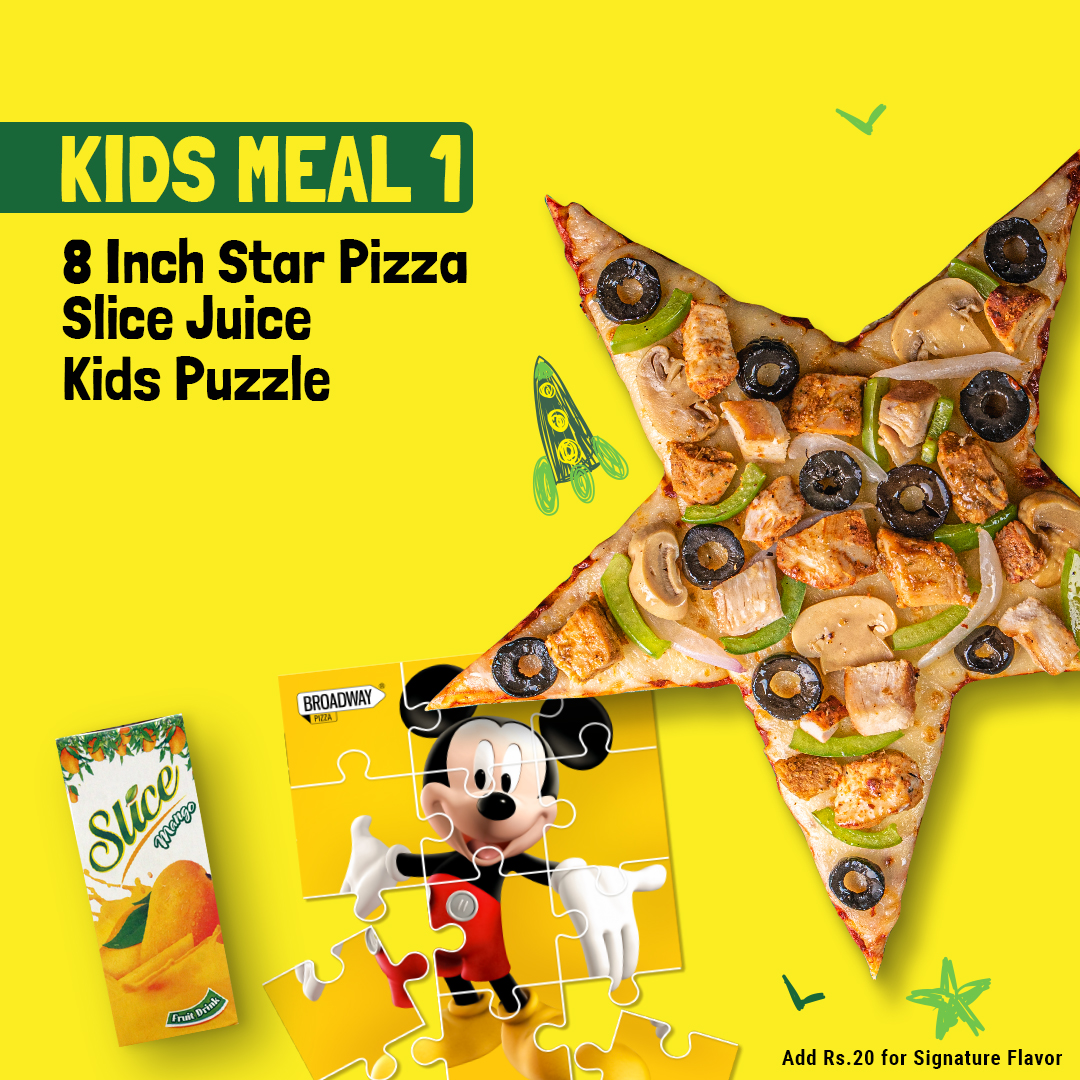 KIDS MEAL 1
8 Inch Star Pizza
Slice Juice
Kids Puzzle
BROADWAY®
PIZZA
Slice
Mango
Fruit Drink
Add Rs.20 for Signature Flavor